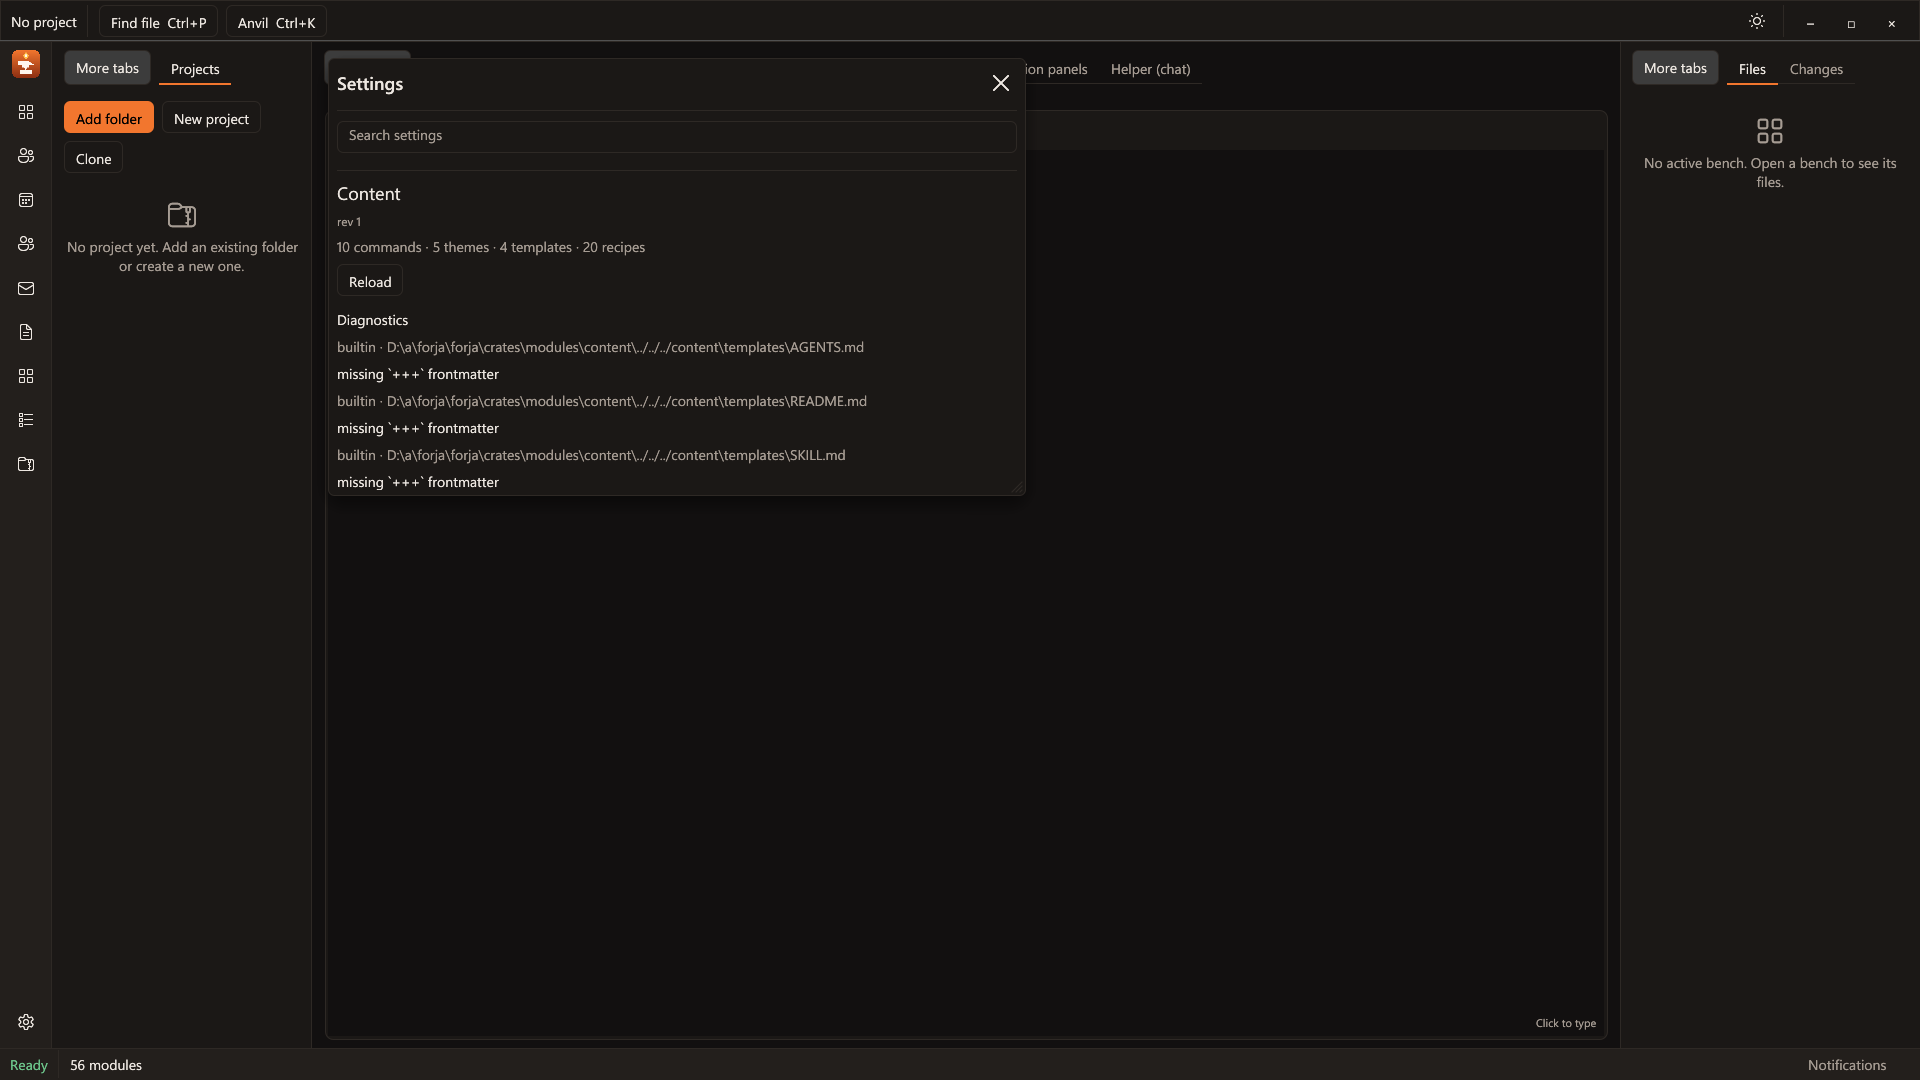 No project
Find file Ctrl+P
Anvil Ctrl+K
More tabs
Projects
Add folder
New project
Clone
No project yet. Add an existing folder
or create a new one.
Settings
Search settings
Content
rev 1
10 commands · 5 themes · 4 templates · 20 recipes
Reload
Diagnostics
builtin · D:\a\forja\forja\crates\modules\content\../../../content\templates\AGENTS.md
missing `+++` frontmatter
builtin · D:\a\forja\forja\crates\modules\content\../../../content\templates\README.md
missing `+++` frontmatter
builtin · D:\a\forja\forja\crates\modules\content\../../../content\templates\SKILL.md
missing `+++` frontmatter
ion panels
Helper (chat)
Click to type
More tabs
Files
Changes
No active bench. Open a bench to see its
files.
Ready
56 modules
Notifications